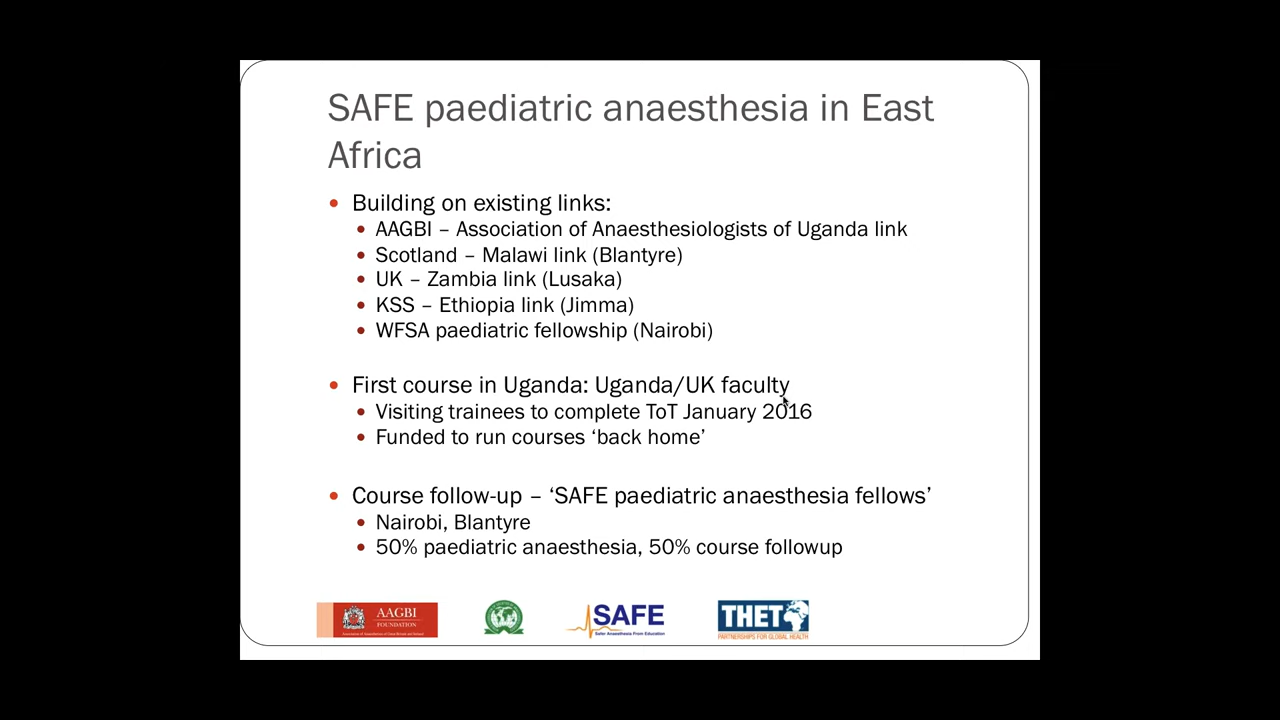 SAFE paediatric anaesthesia in East
Africa
• Building on existing links:
• AAGBI – Association of Anaesthesiologists of Uganda link
• Scotland – Malawi link (Blantyre)
• UK – Zambia link (Lusaka)
• KSS – Ethiopia link (Jimma)
• WFSA paediatric fellowship (Nairobi)
• First course in Uganda: Uganda/UK faculty
• Visiting trainees to complete ToT January 2016
• Funded to run courses ‘back home’
• Course follow-up – ‘SAFE paediatric anaesthesia fellows’
• Nairobi, Blantyre
• 50% paediatric anaesthesia, 50% course followup
AAGBI
FOUNDATION
SAFE
Safer Anaesthesia From Education
THET
PARTNERSHIPS FOR GLOBAL HEALTH